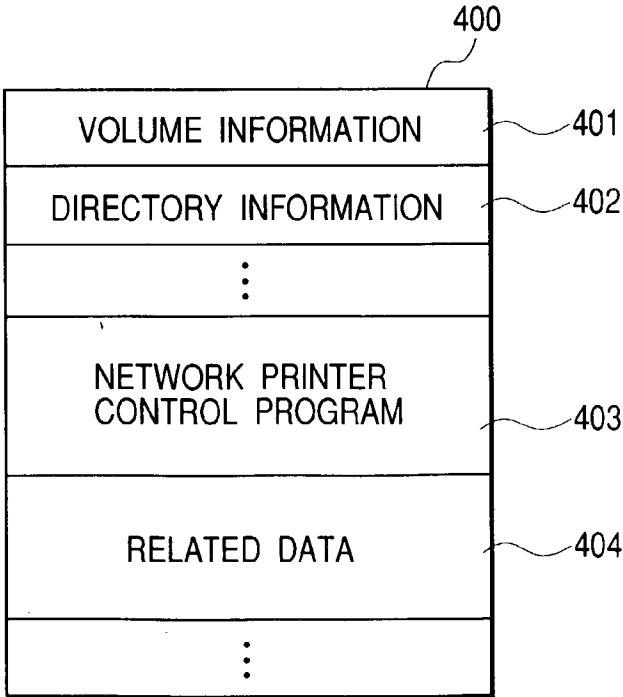 400
VOLUME INFORMATION 401
DIRECTORY INFORMATION 402
⋮
NETWORK PRINTER
CONTROL PROGRAM 403
RELATED DATA 404
⋮